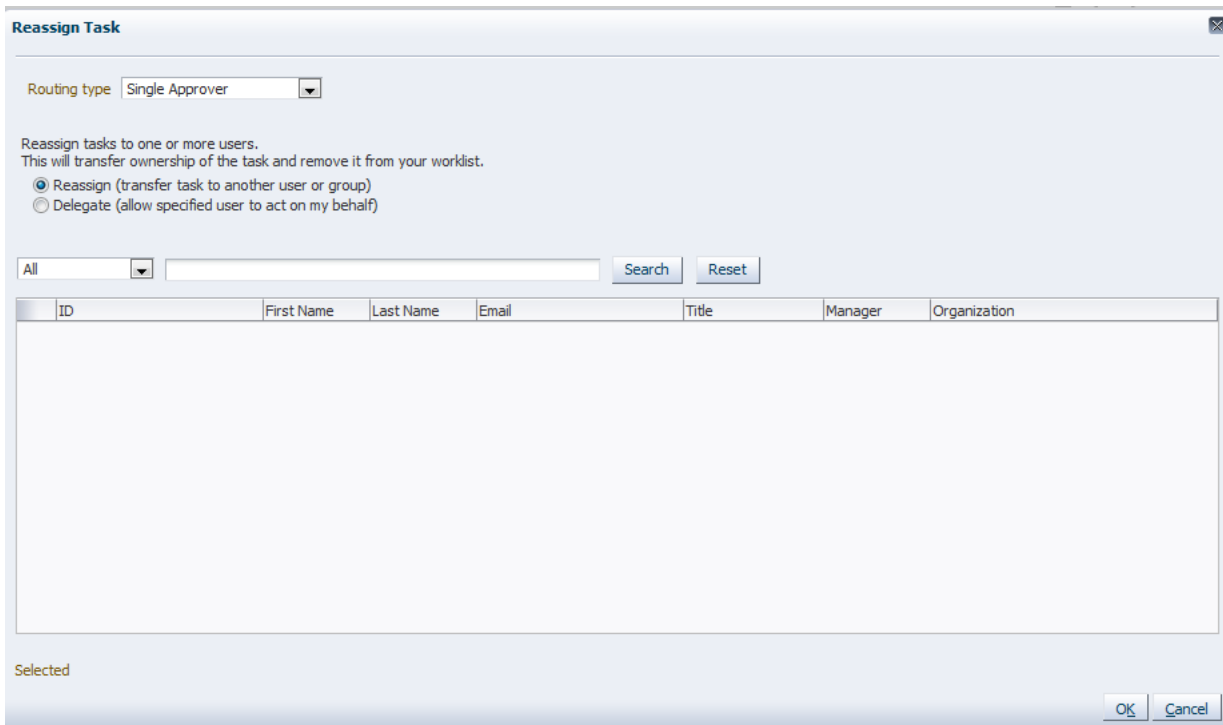 Reassign Task
Routing type Single Approver
Reassign tasks to one or more users.
This will transfer ownership of the task and remove it from your worklist.
Reassign (transfer task to another user or group)
Delegate (allow specified user to act on my behalf)
All Search Reset
ID First Name Last Name Email Title Manager Organization
Selected
OK Cancel